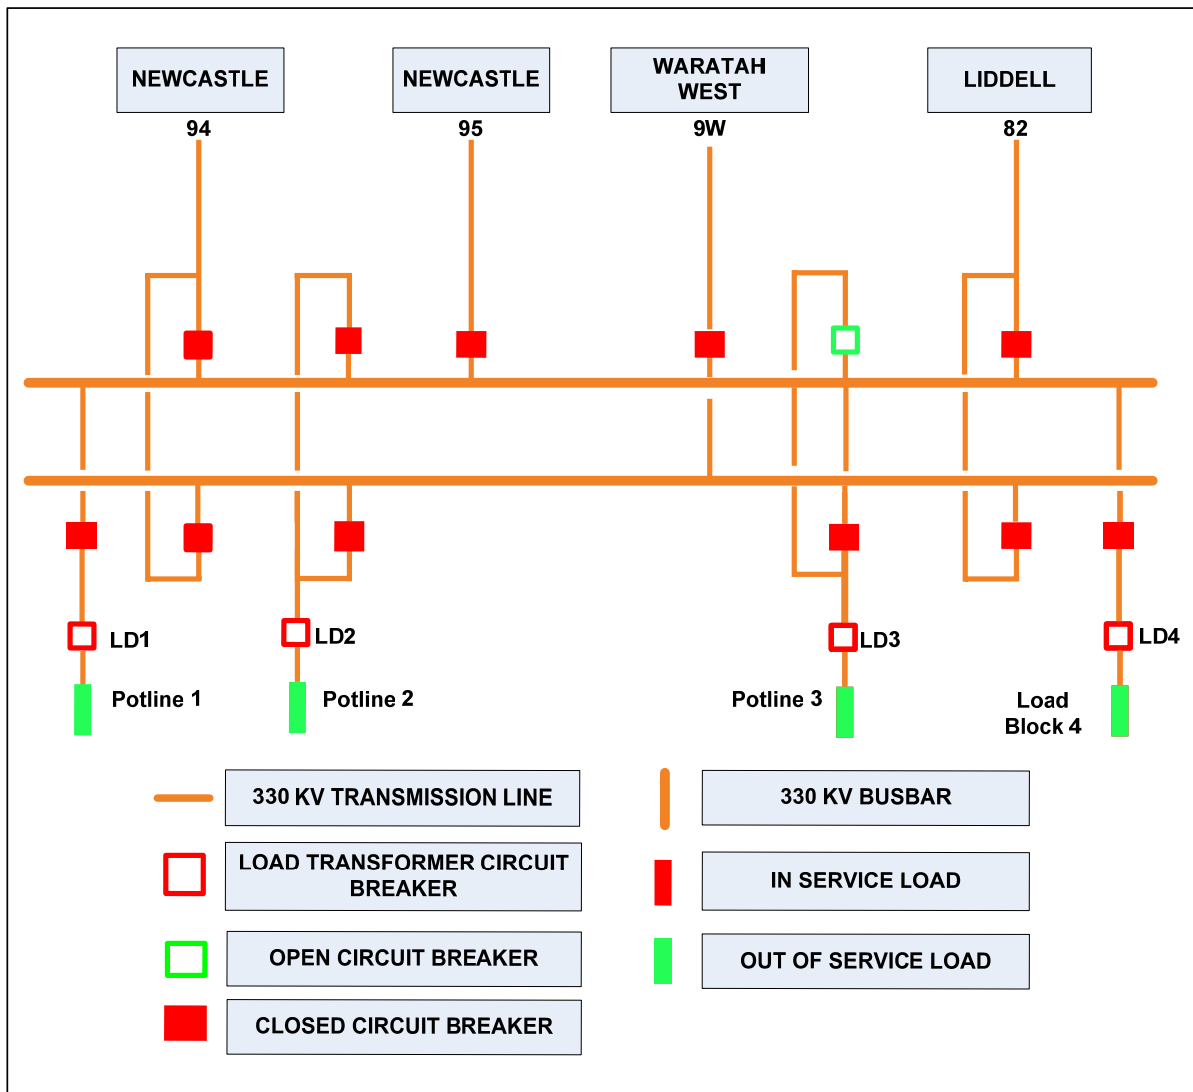 NEWCASTLE
NEWCASTLE
WARATAH
WEST
LIDDELL
94
95
9W
82
LD1
LD2
LD3
LD4
Potline 1
Potline 2
Potline 3
Load
Block 4
330 KV TRANSMISSION LINE
330 KV BUSBAR
LOAD TRANSFORMER CIRCUIT
BREAKER
IN SERVICE LOAD
OPEN CIRCUIT BREAKER
OUT OF SERVICE LOAD
CLOSED CIRCUIT BREAKER